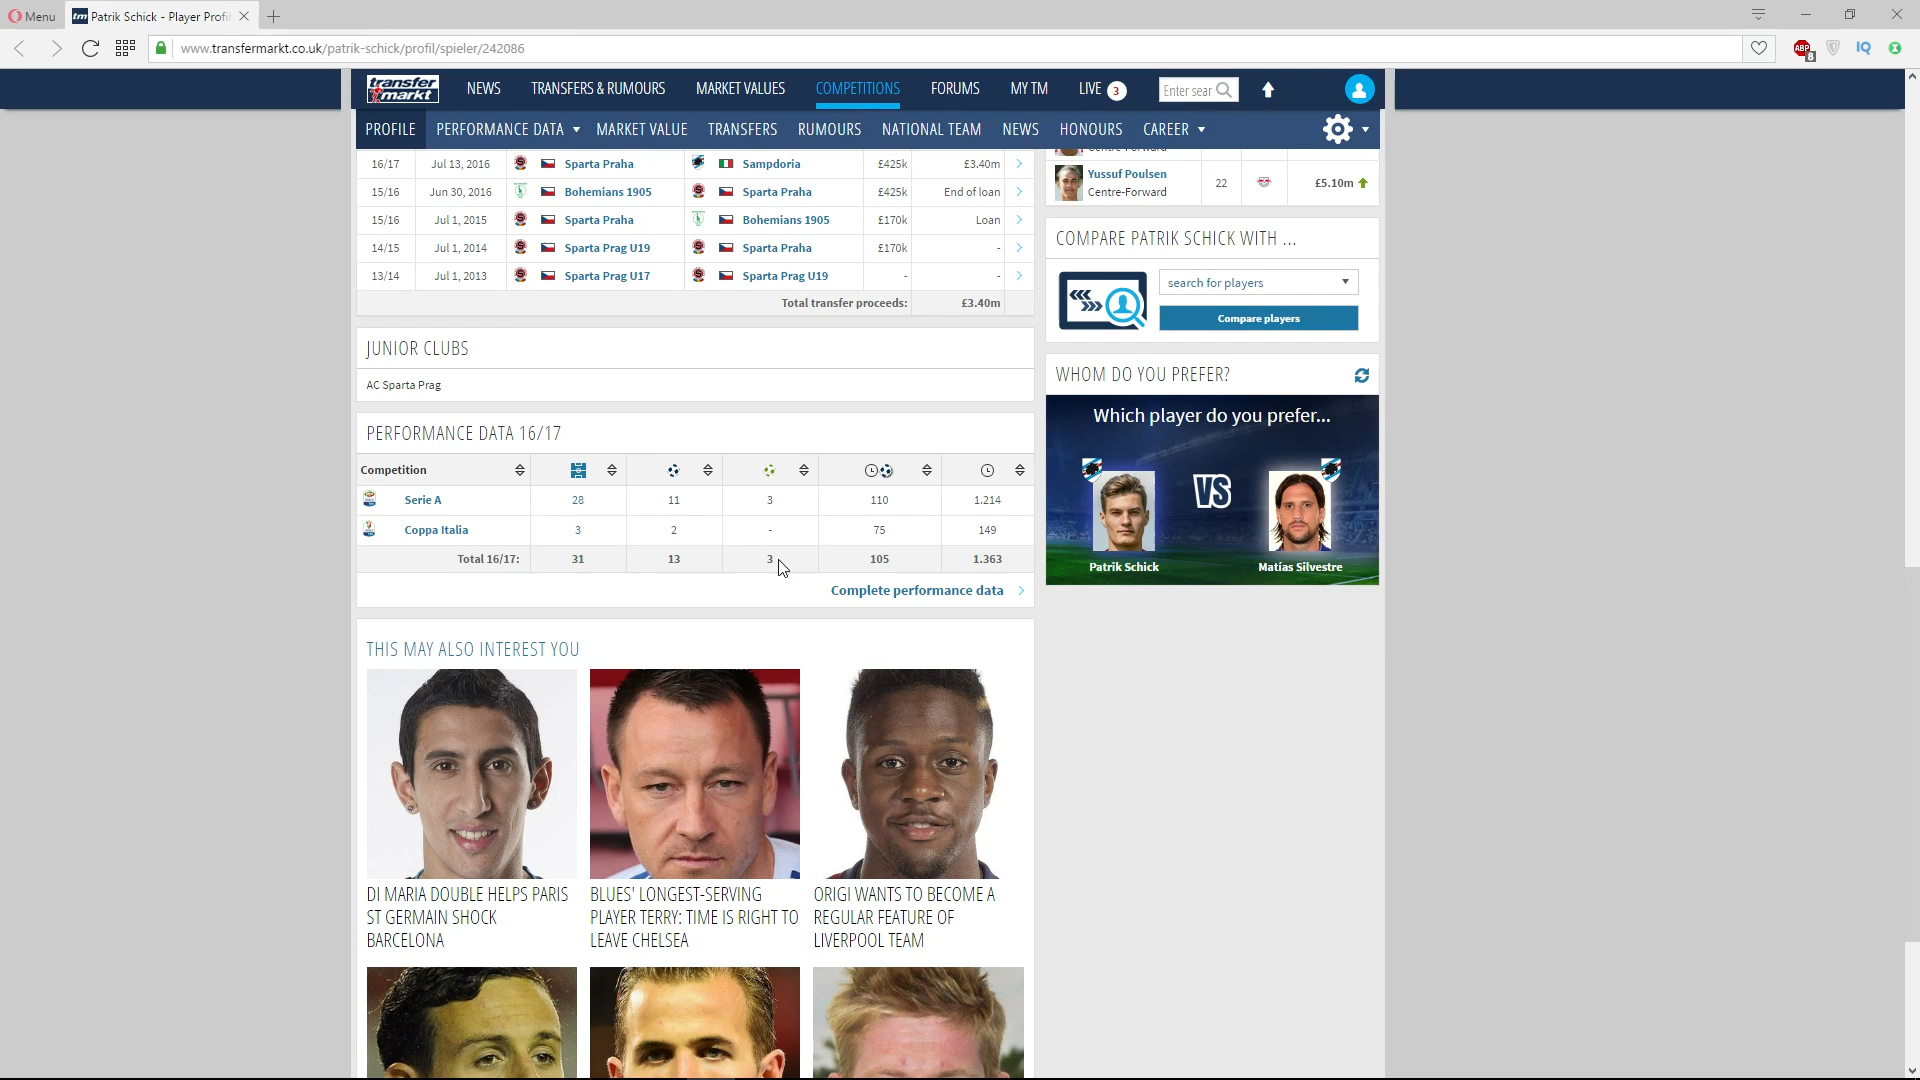 Menu
Patrik Schick - Player Profi
www.transfermarkt.co.uk/patrik-schick/profil/spieler/242086
ABP
8
IQ
transfer
markt
NEWS TRANSFERS & RUMOURS MARKET VALUES COMPETITIONS FORUMS MY TM LIVE 3
Enter sear
PROFILE PERFORMANCE DATA MARKET VALUE TRANSFERS RUMOURS NATIONAL TEAM NEWS HONOURS CAREER
16/17 Jul 13, 2016 Sparta Praha Sampdoria £425k £3.40m
15/16 Jun 30, 2016 Bohemians 1905 Sparta Praha £425k End of loan
15/16 Jul 1, 2015 Sparta Praha Bohemians 1905 £170k Loan
14/15 Jul 1, 2014 Sparta Prag U19 Sparta Praha £170k -
13/14 Jul 1, 2013 Sparta Prag U17 Sparta Prag U19 - -
Total transfer proceeds: £3.40m
JUNIOR CLUBS
AC Sparta Prag
PERFORMANCE DATA 16/17
Competition
Serie A 28 11 3 110 1.214
Coppa Italia 3 2 - 75 149
Total 16/17: 31 13 3 105 1.363
Complete performance data
THIS MAY ALSO INTEREST YOU
DI MARIA DOUBLE HELPS PARIS
ST GERMAIN SHOCK
BARCELONA
BLUES' LONGEST-SERVING
PLAYER TERRY: TIME IS RIGHT TO
LEAVE CHELSEA
ORIGI WANTS TO BECOME A
REGULAR FEATURE OF
LIVERPOOL TEAM
Centre-Forward
Yussuf Poulsen
Centre-Forward
22
£5.10m
COMPARE PATRIK SCHICK WITH ...
search for players
Compare players
WHOM DO YOU PREFER?
Which player do you prefer...
VS
Patrik Schick
Matías Silvestre